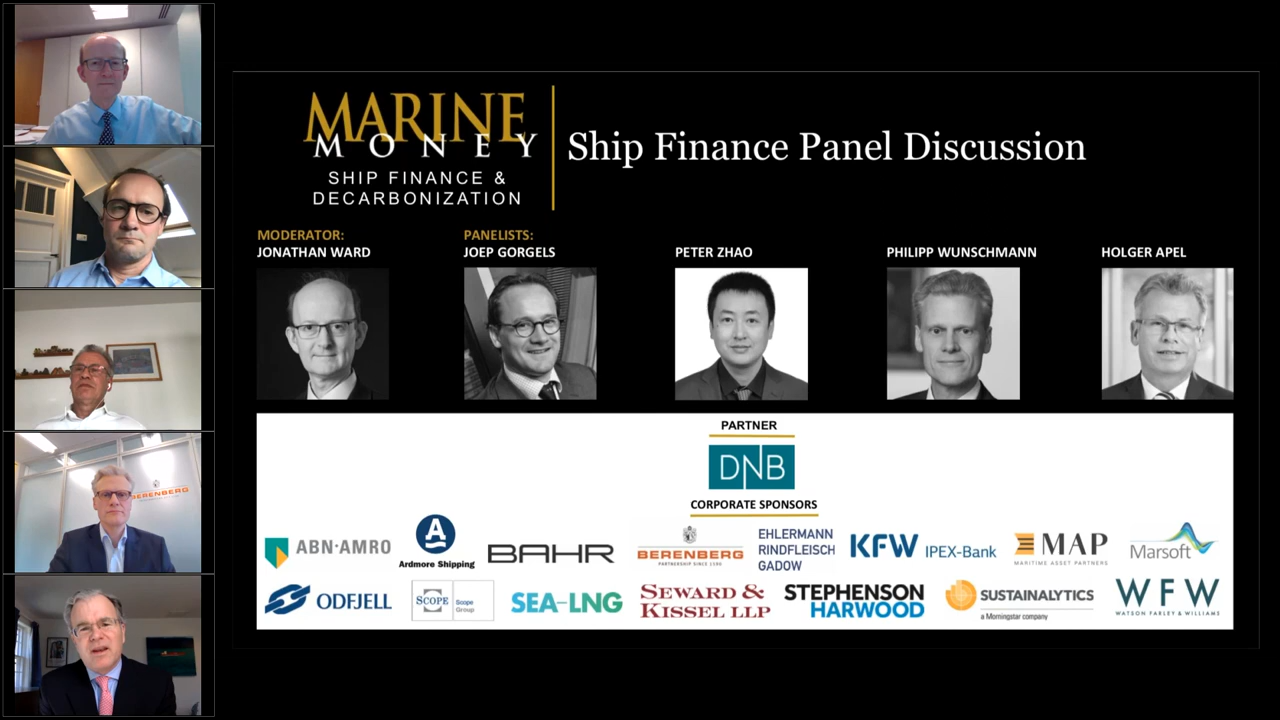 MARINE
MONEY
SHIP FINANCE &
DECARBONIZATION
Ship Finance Panel Discussion
MODERATOR:
JONATHAN WARD
PANELISTS:
JOEP GORGELS
PETER ZHAO
PHILIPP WUNSCHMANN
HOLGER APEL
BERENBERG
PARTNER
DNB
CORPORATE SPONSORS
ABN·AMRO
A
Ardmore Shipping
BAHR
BERENBERG
PARTNERSHIP SINCE 1590
EHLERMANN
RINDFLEISCH
GADOW
KFW IPEX-Bank
MAP
MARITIME ASSET PARTNERS
Marsoft
ODFJELL
SCOPE
Scope
Group
SEA-LNG
SEWARD &
KISSEL LLP
STEPHENSON
HARWOOD
SUSTAINALYTICS
a Morningstar company
WFW
WATSON FARLEY & WILLIAMS